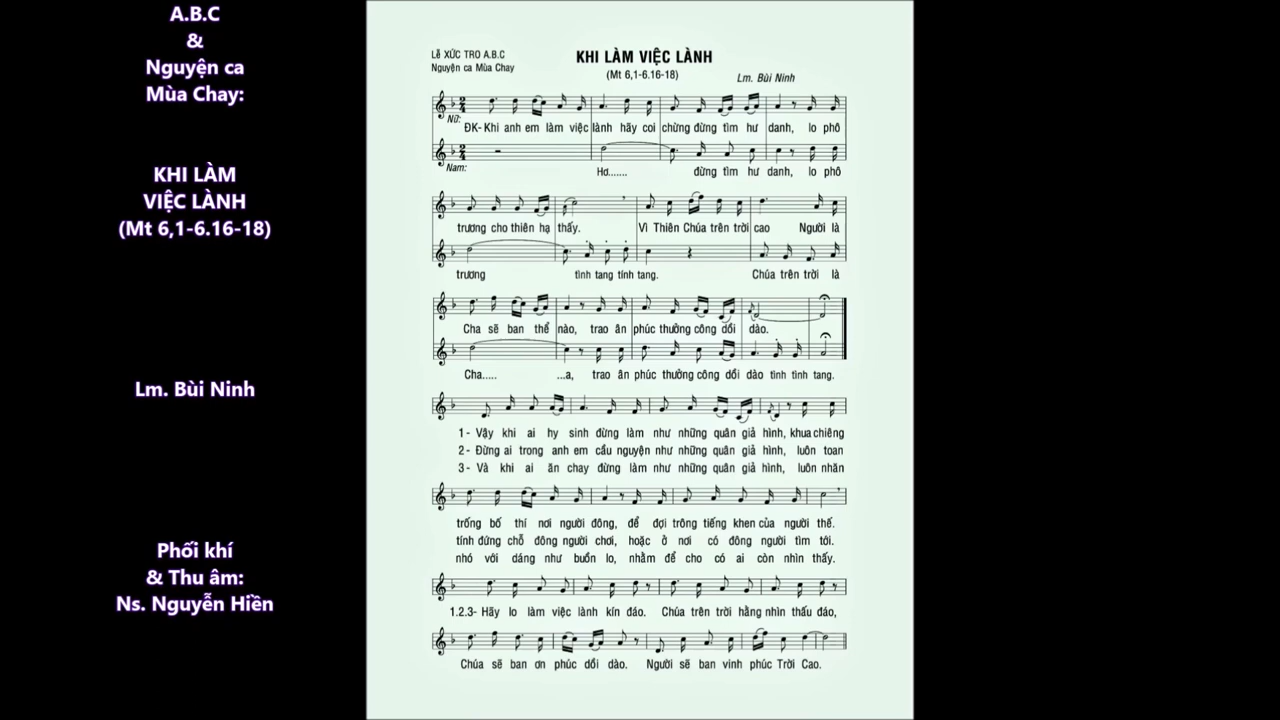 A.B.C
&
Nguyện ca
Mùa Chay:
KHI LÀM
VIỆC LÀNH
(Mt 6,1-6.16-18)
Lm. Bùi Ninh
Phối khí
& Thu âm:
Ns. Nguyễn Hiền
Lễ XỨC TRO A.B.C
Nguyện ca Mùa Chay
KHI LÀM VIỆC LÀNH
(Mt 6,1-6.16-18)
Lm. Bùi Ninh
Nữ:
ĐK- Khi anh em làm việc lành hãy coi chừng đừng tìm hư danh, lo phô
Nam:
Hơ....... đừng tìm hư danh, lo phô
trương cho thiên hạ thấy. Vì Thiên Chúa trên trời cao Người là
trương tình tang tính tang. Chúa trên trời là
Cha sẽ ban thể nào, trao ân phúc thưởng công dồi dào.
Cha..... ...a, trao ân phúc thưởng công dồi dào tình tình tang.
1- Vậy khi ai hy sinh đừng làm như những quân giả hình, khua chiêng
2- Đừng ai trong anh em cầu nguyện như những quân giả hình, luôn toan
3- Và khi ai ăn chay đừng làm như những quân giả hình, luôn nhăn
trống bố thí nơi người đông, để đợi trông tiếng khen của người thế.
tính đứng chỗ đông người chơi, hoặc ở nơi có đông người tìm tới.
nhó với dáng như buồn lo, nhằm để cho có ai còn nhìn thấy.
1.2.3- Hãy lo làm việc lành kín đáo. Chúa trên trời hằng nhìn thấu đáo,
Chúa sẽ ban ơn phúc dồi dào. Người sẽ ban vinh phúc Trời Cao.